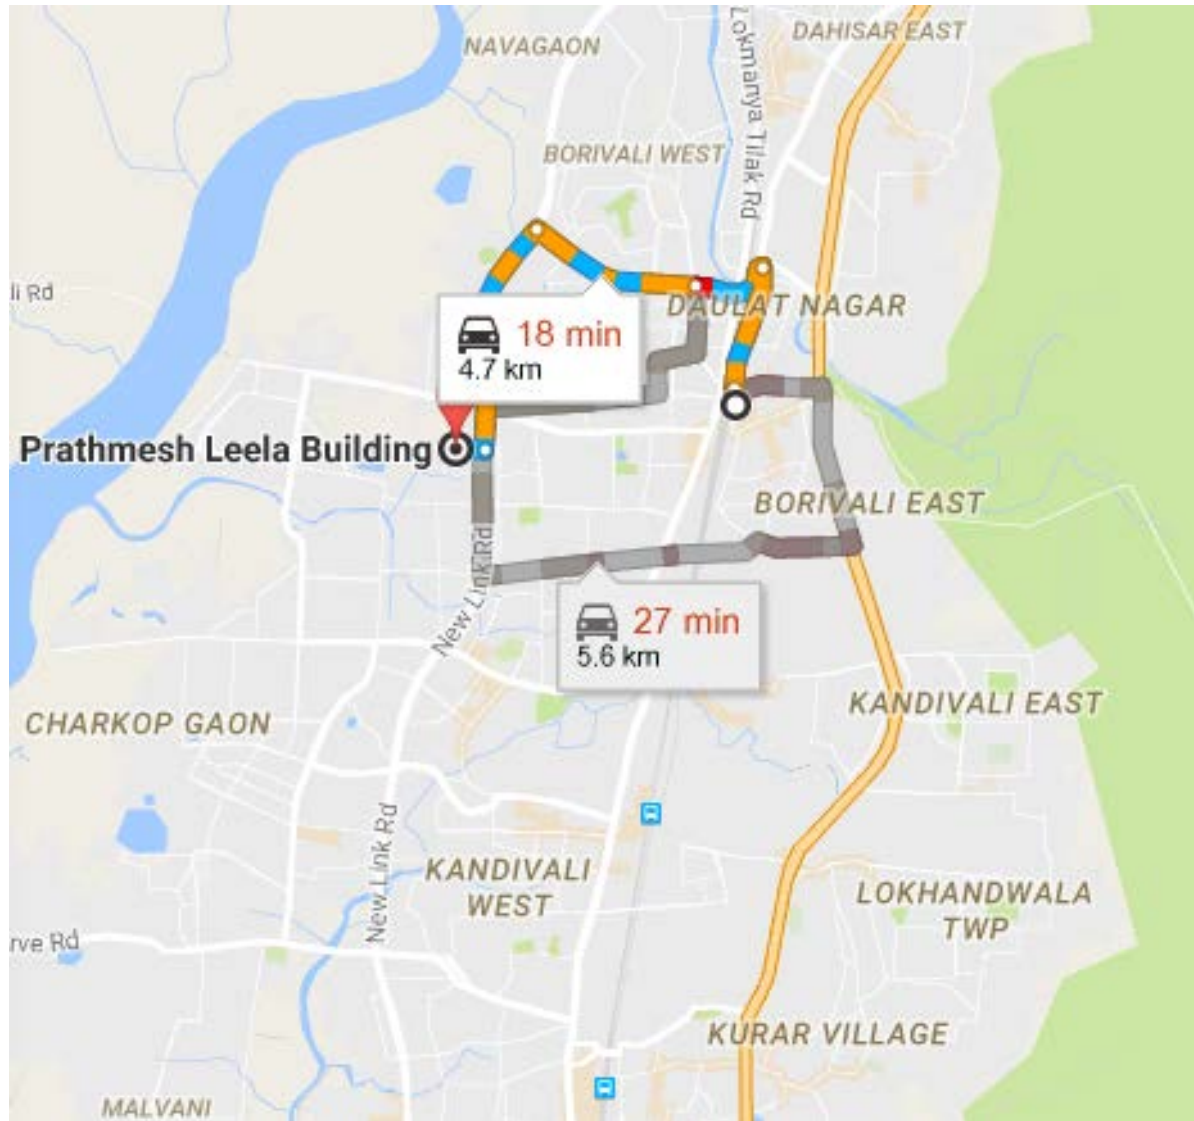 NAVAGAON
DAHISAR EAST
Lokmanya Tilak Rd
BORIVALI WEST
li Rd
DAULAT NAGAR
18 min
4.7 km
Prathmesh Leela Building
BORIVALI EAST
New Link Rd
27 min
5.6 km
KANDIVALI EAST
CHARKOP GAON
New Link Rd
KANDIVALI
WEST
LOKHANDWALA
TWP
rve Rd
KURAR VILLAGE
MALVANI